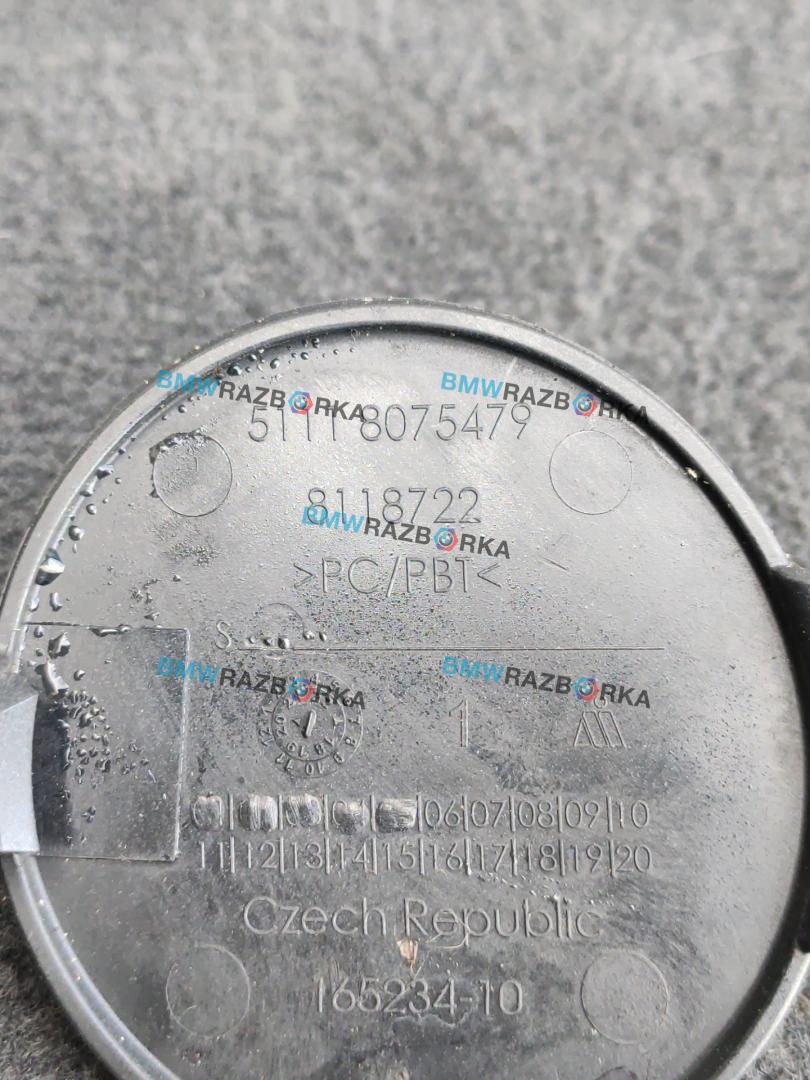 BMWRAZBORKA
BMWRAZBORKA
5111 8075479
8118722
BMWRAZBORKA
>PC/PBT<
S
BMWRAZBORKA
BMWRAZBORKA
1
06|07|08|09|10
11|12|13|14|15|16|17|18|19|20
Czech Republic
165234-10